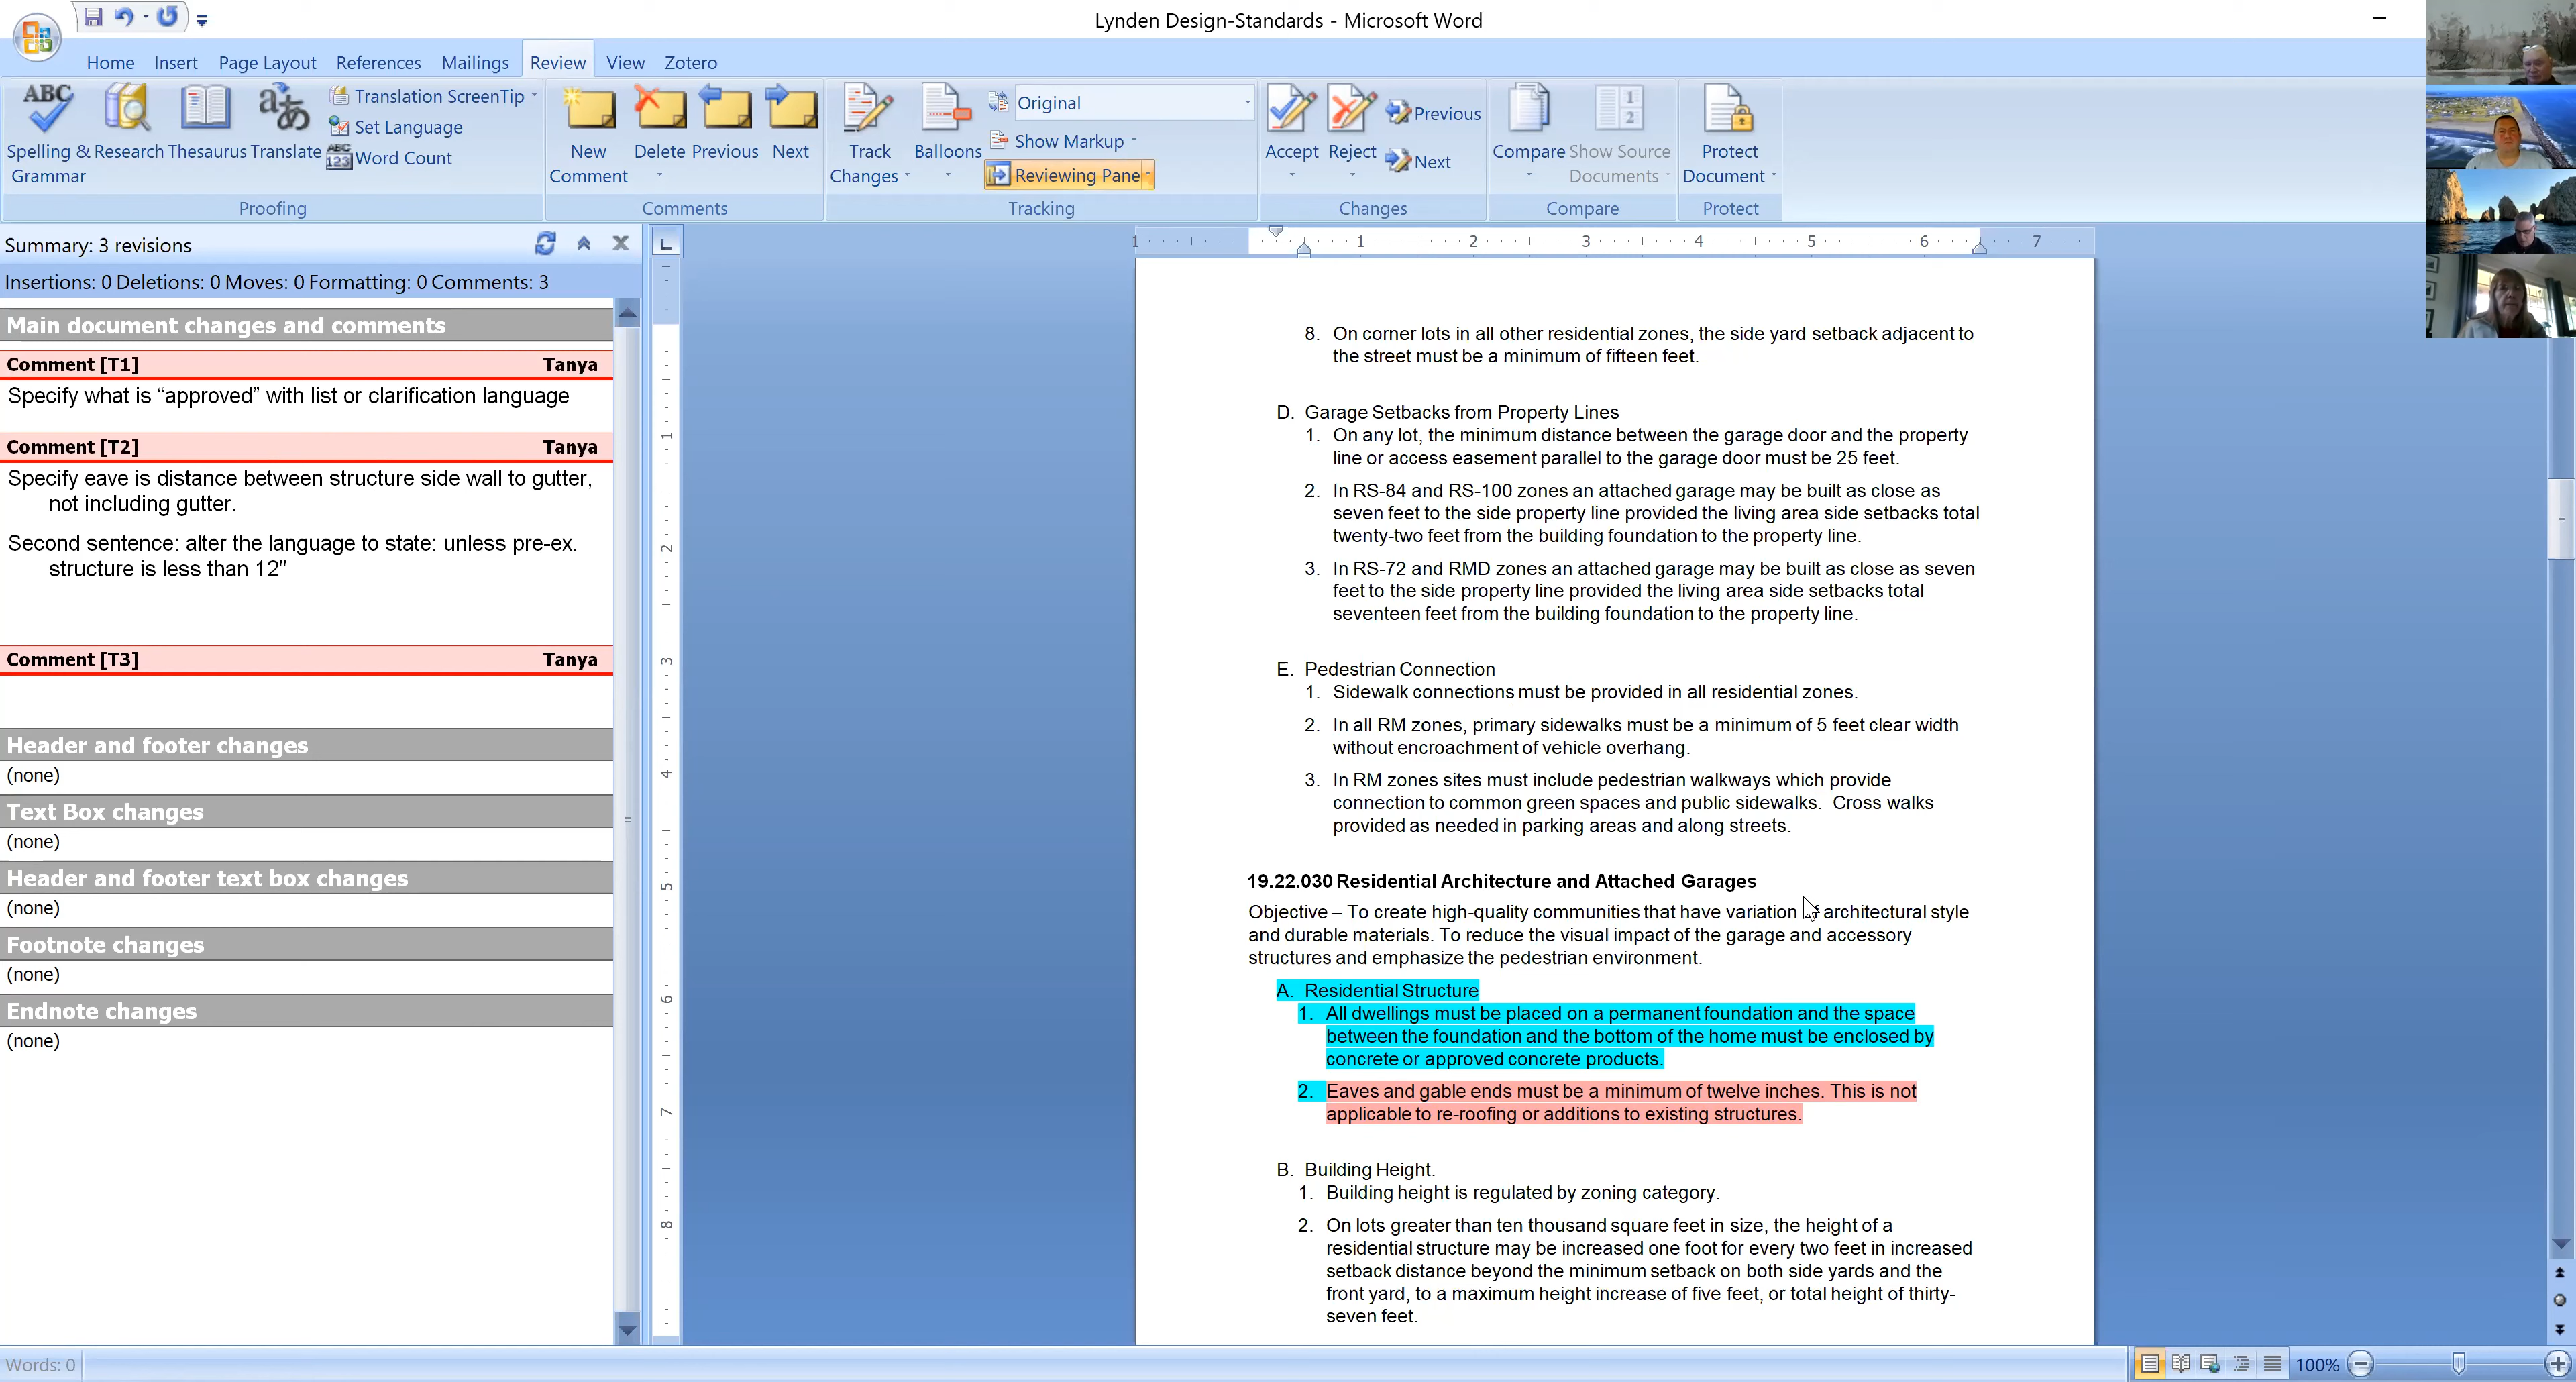 Lynden Design-Standards - Microsoft Word
Home Insert Page Layout References Mailings Review View Zotero
ABC
Spelling & Grammar
Research
Thesaurus
Translate
Translation ScreenTip
Set Language
ABC 123 Word Count
Proofing
New Comment
Delete
Previous
Next
Comments
Track Changes
Balloons
Original
Show Markup
Reviewing Pane
Tracking
Accept
Reject
Previous
Next
Changes
Compare
Show Source Documents
Compare
Protect Document
Protect
Summary: 3 revisions
Insertions: 0 Deletions: 0 Moves: 0 Formatting: 0 Comments: 3
Main document changes and comments
Comment [T1] Tanya
Specify what is “approved” with list or clarification language
Comment [T2] Tanya
Specify eave is distance between structure side wall to gutter,
not including gutter.
Second sentence: alter the language to state: unless pre-ex.
structure is less than 12"
Comment [T3] Tanya
Header and footer changes
(none)
Text Box changes
(none)
Header and footer text box changes
(none)
Footnote changes
(none)
Endnote changes
(none)
L
1 1 2 3 4 5 6 7
1
2
3
4
5
6
7
8
8. On corner lots in all other residential zones, the side yard setback adjacent to
the street must be a minimum of fifteen feet.
D. Garage Setbacks from Property Lines
1. On any lot, the minimum distance between the garage door and the property
line or access easement parallel to the garage door must be 25 feet.
2. In RS-84 and RS-100 zones an attached garage may be built as close as
seven feet to the side property line provided the living area side setbacks total
twenty-two feet from the building foundation to the property line.
3. In RS-72 and RMD zones an attached garage may be built as close as seven
feet to the side property line provided the living area side setbacks total
seventeen feet from the building foundation to the property line.
E. Pedestrian Connection
1. Sidewalk connections must be provided in all residential zones.
2. In all RM zones, primary sidewalks must be a minimum of 5 feet clear width
without encroachment of vehicle overhang.
3. In RM zones sites must include pedestrian walkways which provide
connection to common green spaces and public sidewalks. Cross walks
provided as needed in parking areas and along streets.
19.22.030 Residential Architecture and Attached Garages
Objective – To create high-quality communities that have variation of architectural style
and durable materials. To reduce the visual impact of the garage and accessory
structures and emphasize the pedestrian environment.
A. Residential Structure
1. All dwellings must be placed on a permanent foundation and the space
between the foundation and the bottom of the home must be enclosed by
concrete or approved concrete products.
2. Eaves and gable ends must be a minimum of twelve inches. This is not
applicable to re-roofing or additions to existing structures.
B. Building Height.
1. Building height is regulated by zoning category.
2. On lots greater than ten thousand square feet in size, the height of a
residential structure may be increased one foot for every two feet in increased
setback distance beyond the minimum setback on both side yards and the
front yard, to a maximum height increase of five feet, or total height of thirty-
seven feet.
Words: 0
100%